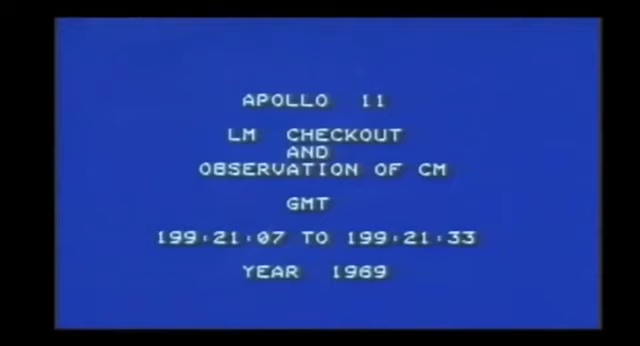 APOLLO 11
LM CHECKOUT
AND
OBSERVATION OF CM
GMT
199:21:07 TO 199:21:33
YEAR 1969